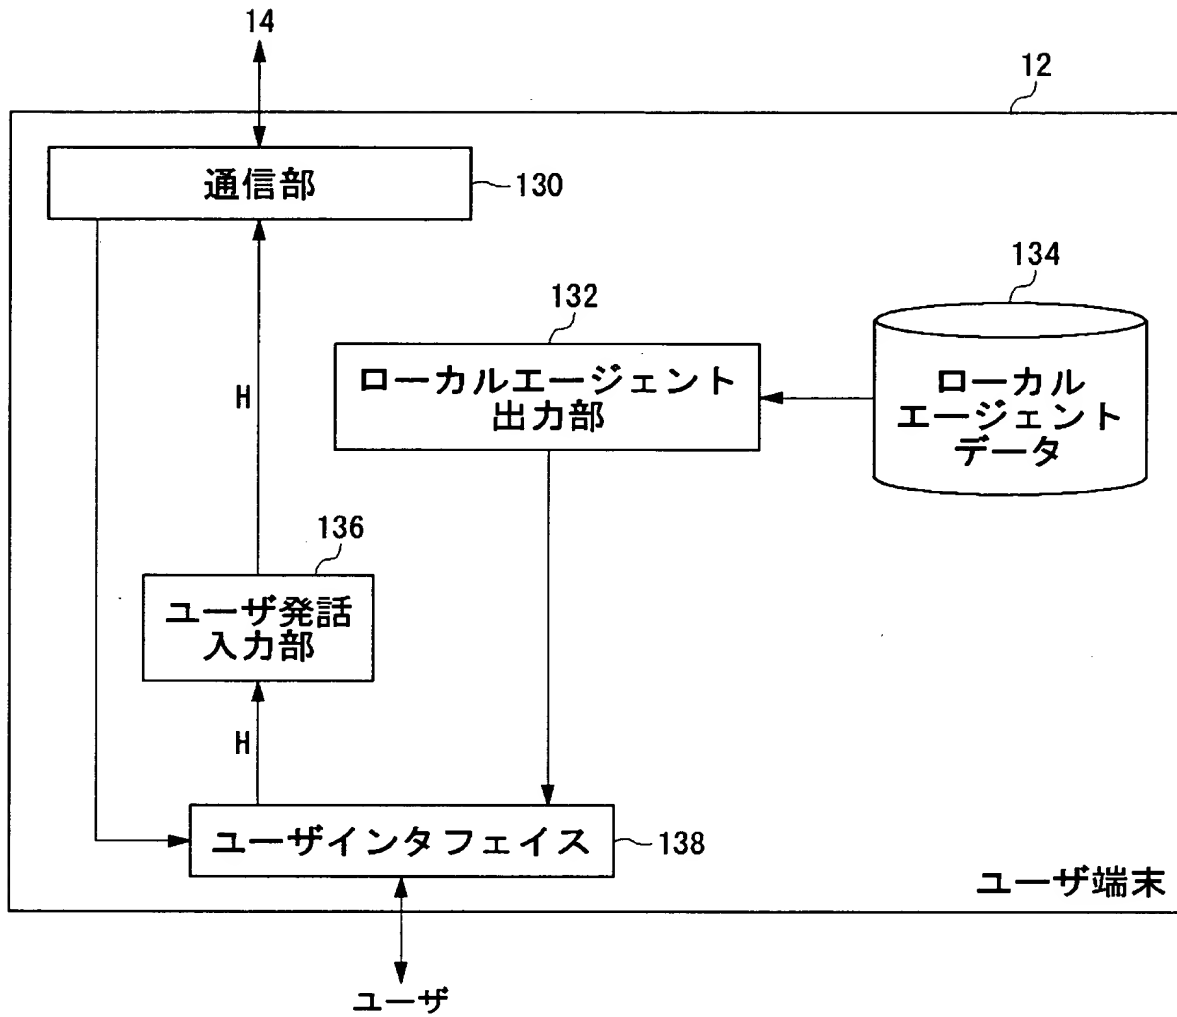 14
12
通信部
130
134
132
ローカルエージェント
出力部
ローカル
エージェント
データ
H
136
ユーザ発話
入力部
H
ユーザインタフェイス
138
ユーザ端末
ユーザ